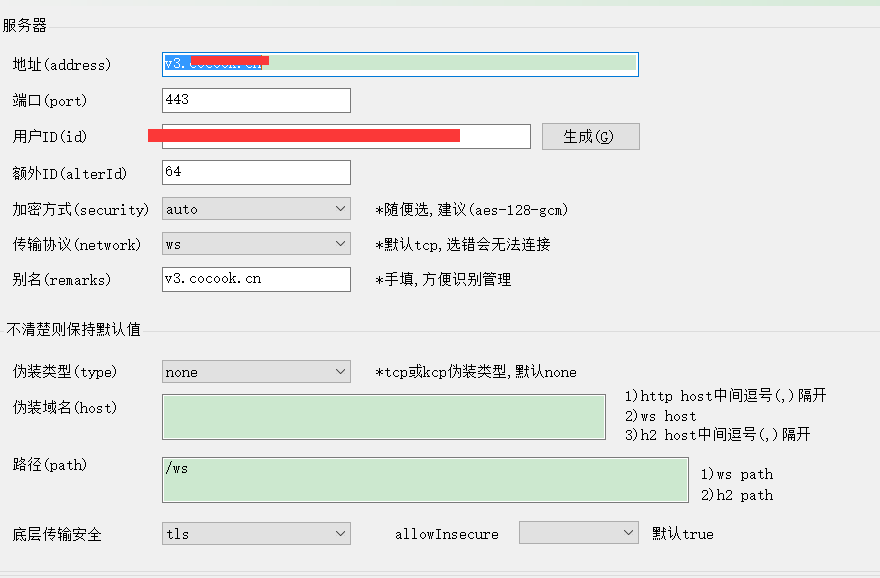 服务器
地址(address) v3.cocook.cn
端口(port) 443
用户ID(id) 生成(G)
额外ID(alterId) 64
加密方式(security) auto *随便选,建议(aes-128-gcm)
传输协议(network) ws *默认tcp,选错会无法连接
别名(remarks) v3.cocook.cn *手填,方便识别管理
不清楚则保持默认值
伪装类型(type) none *tcp或kcp伪装类型,默认none
伪装域名(host) 1)http host中间逗号(,)隔开
2)ws host
3)h2 host中间逗号(,)隔开
路径(path) /ws 1)ws path
2)h2 path
底层传输安全 tls allowInsecure 默认true